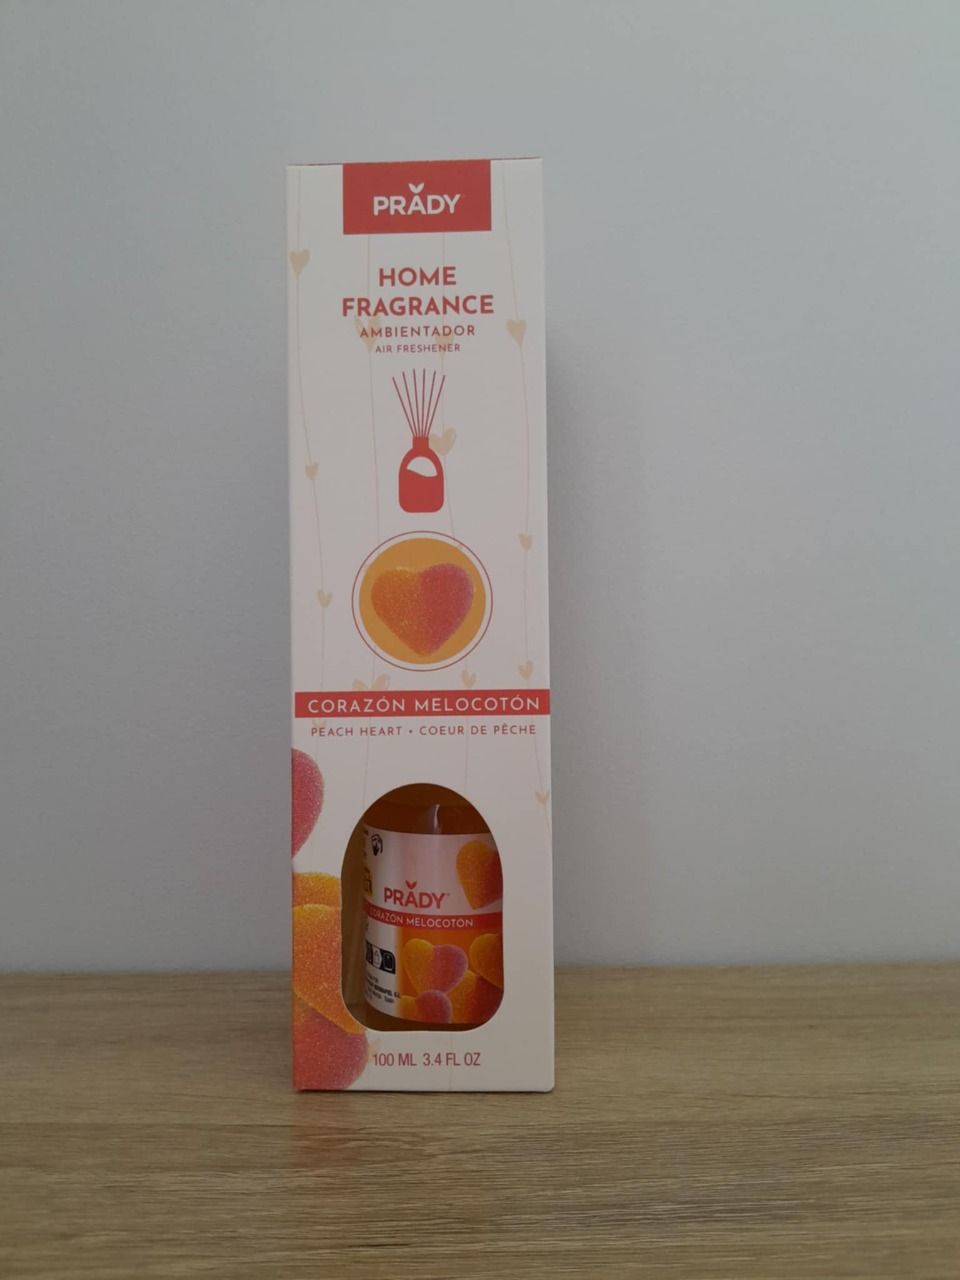 PRADY
HOME
FRAGRANCE
AMBIENTADOR
AIR FRESHENER
CORAZÓN MELOCOTÓN
PEACH HEART • COEUR DE PÊCHE
PRADY
CORAZÓN MELOCOTÓN
100 ML 3.4 FL OZ